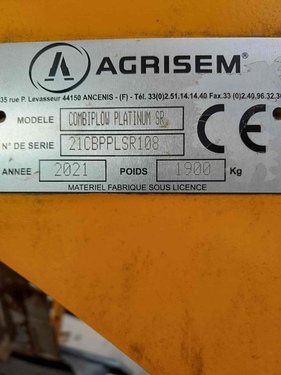 AGRISEM®
35 rue P. Levasseur 44150 ANCENIS - (F) - Tél. 33(0)2.51.14.14.40 Fax.33 (0)2.40.96.32.36
MODELE COMBIPLOW PLATINUM SR
N° DE SERIE 21CBPPLSR108 CE
ANNEE 2021 POIDS 1900 Kg
MATERIEL FABRIQUE SOUS LICENCE